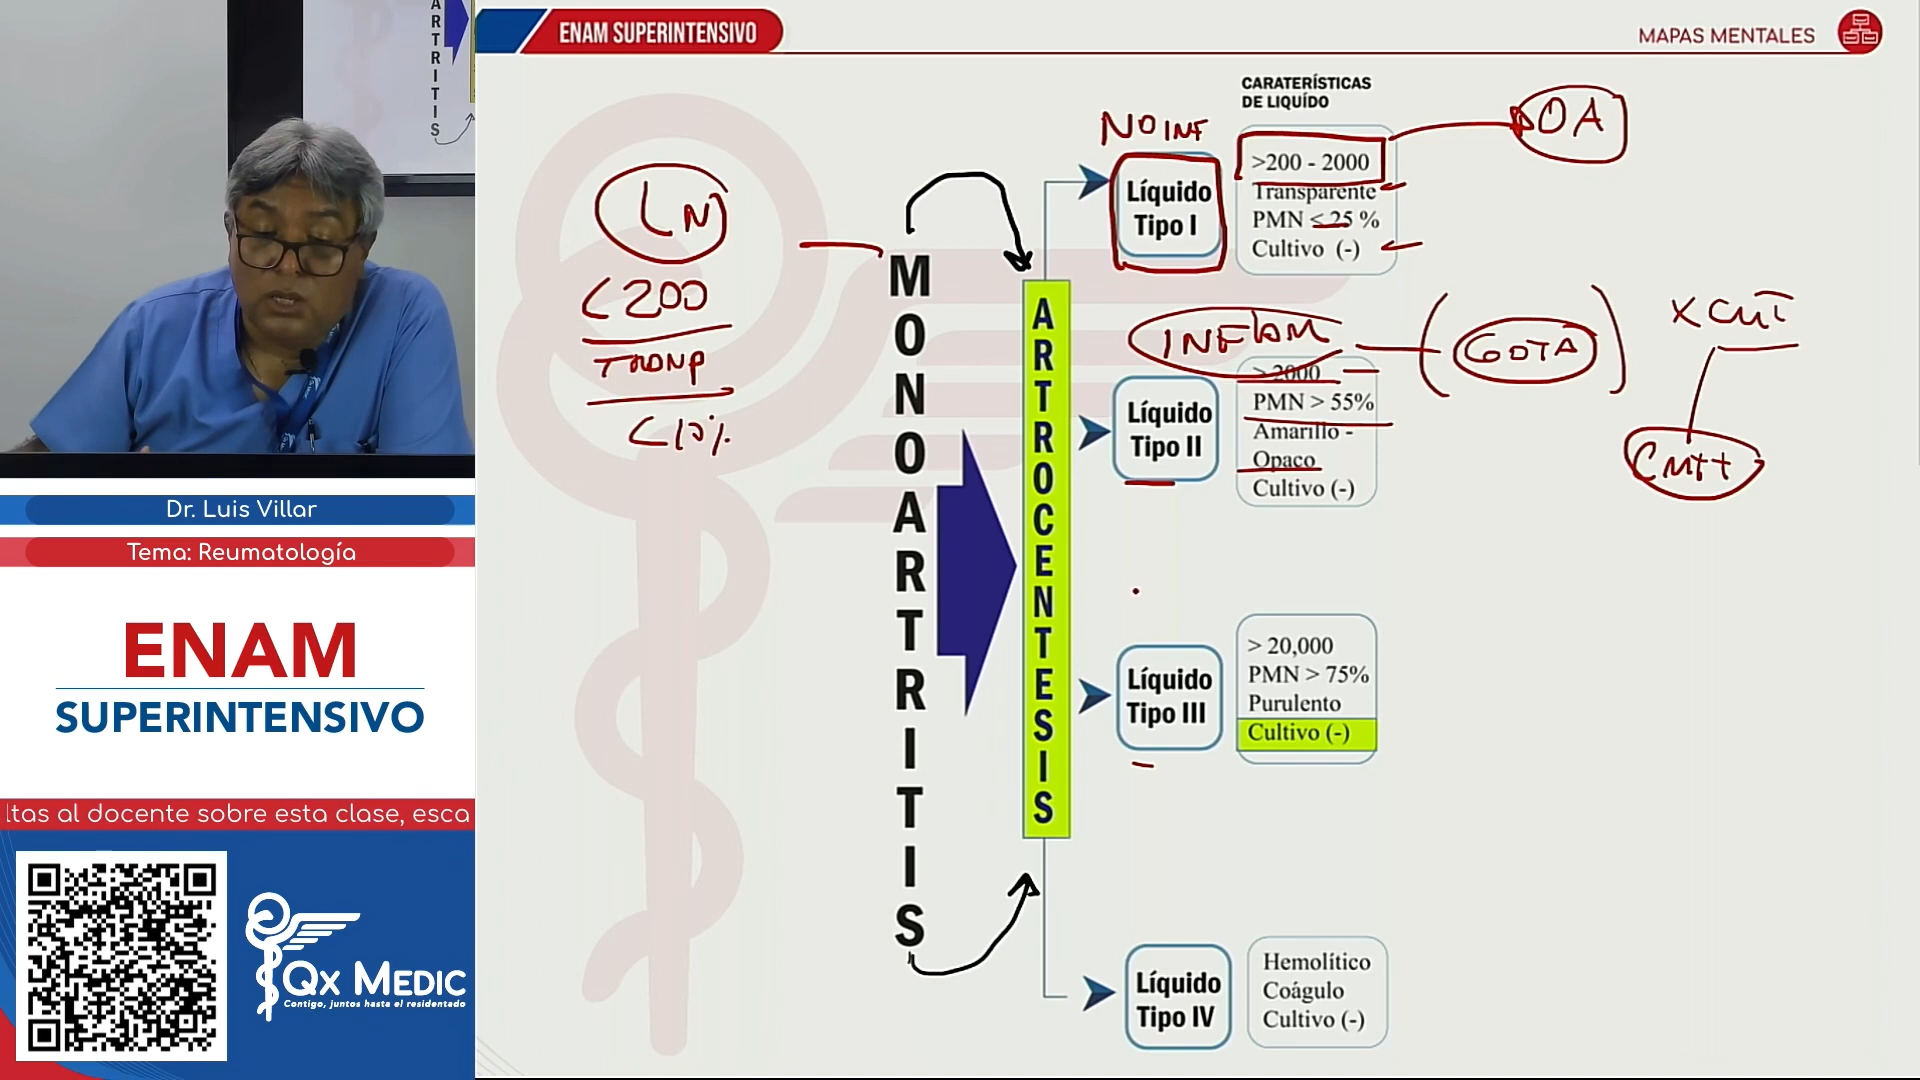 A
R
T
R
I
T
I
S
Dr. Luis Villar
Tema: Reumatología
ENAM
SUPERINTENSIVO
ltas al docente sobre esta clase, esca
QX MEDIC
Contigo, juntos hasta el residentado
ENAM SUPERINTENSIVO
MAPAS MENTALES
LN
<200
TRANP
<10%
MONOARTRITIS
ARTROCENTESIS
CARATERÍSTICAS
DE LIQUÍDO
NO INF
Líquido
Tipo I
>200 - 2000
Transparente
PMN ≤ 25 %
Cultivo (-)
OA
INFLAM
GOTA
Líquido
Tipo II
> 2000
PMN > 55%
Amarillo -
Opaco
Cultivo (-)
Líquido
Tipo III
> 20,000
PMN > 75%
Purulento
Cultivo (-)
Líquido
Tipo IV
Hemolítico
Coágulo
Cultivo (-)